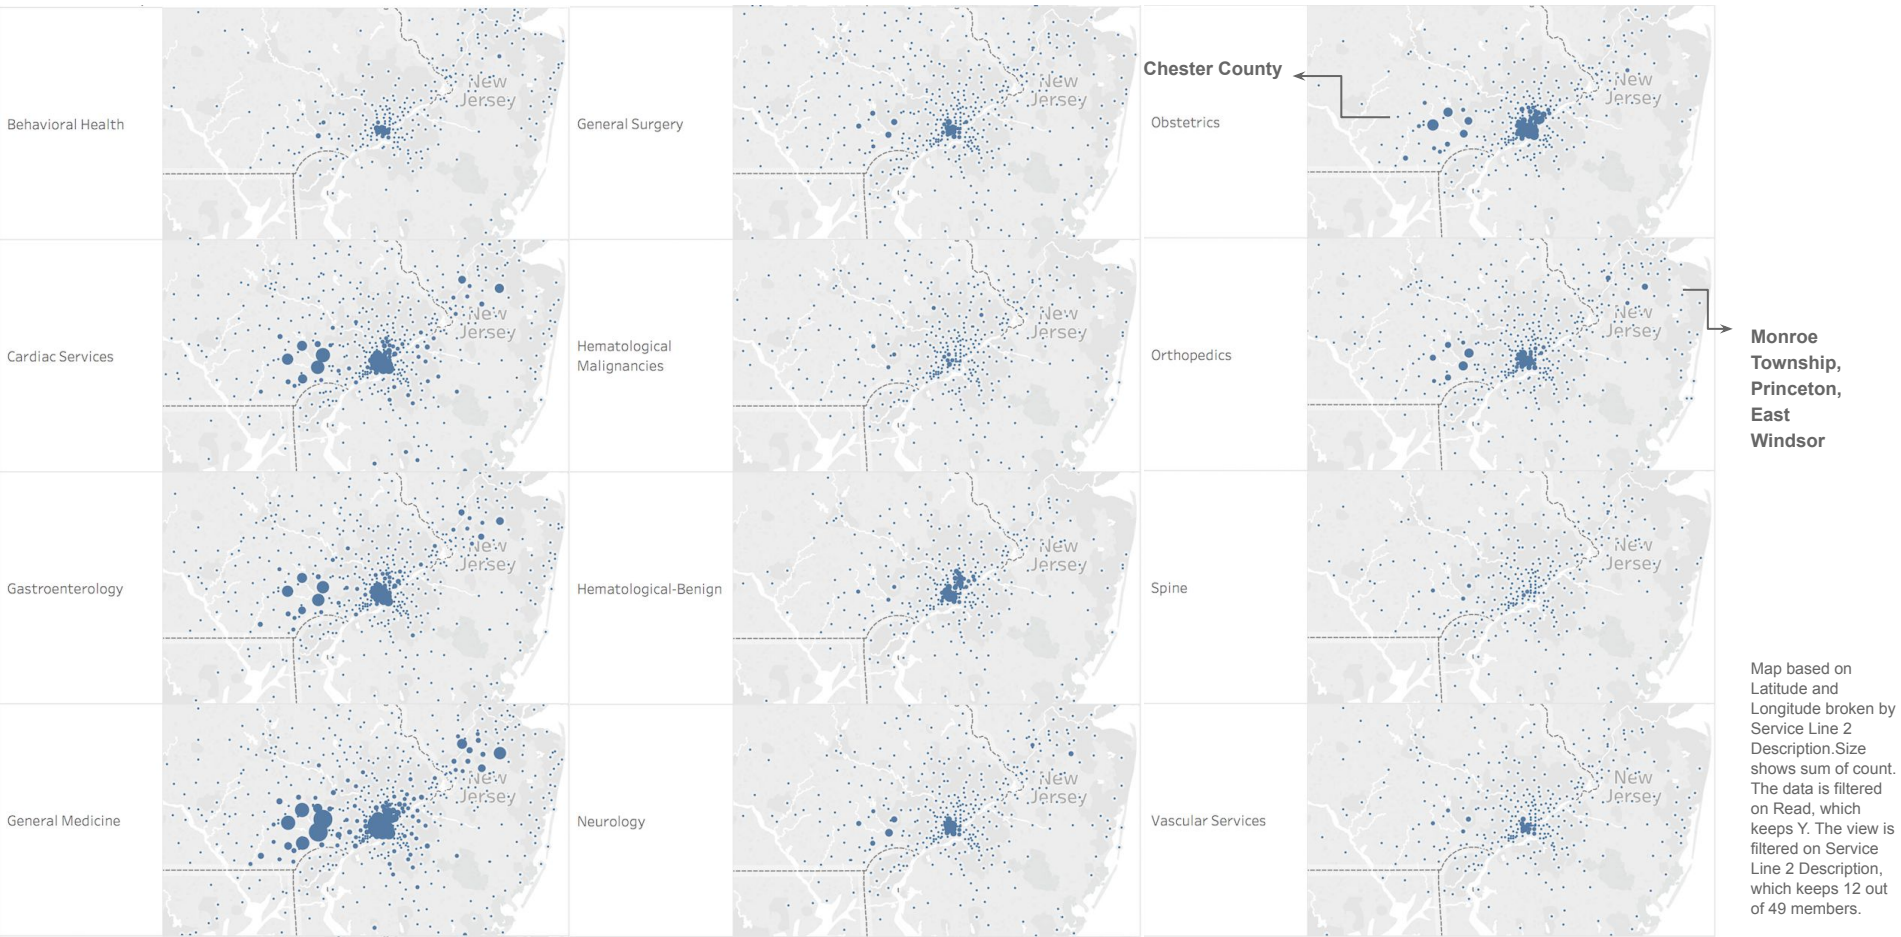 Behavioral Health
New
Jersey
General Surgery
New
Jersey
Chester County
Obstetrics
New
Jersey
Cardiac Services
New
Jersey
Hematological
Malignancies
New
Jersey
Orthopedics
New
Jersey
Monroe
Township,
Princeton,
East
Windsor
Gastroenterology
New
Jersey
Hematological-Benign
New
Jersey
Spine
New
Jersey
General Medicine
New
Jersey
Neurology
New
Jersey
Vascular Services
New
Jersey
Map based on
Latitude and
Longitude broken by
Service Line 2
Description.Size
shows sum of count.
The data is filtered
on Read, which
keeps Y. The view is
filtered on Service
Line 2 Description,
which keeps 12 out
of 49 members.